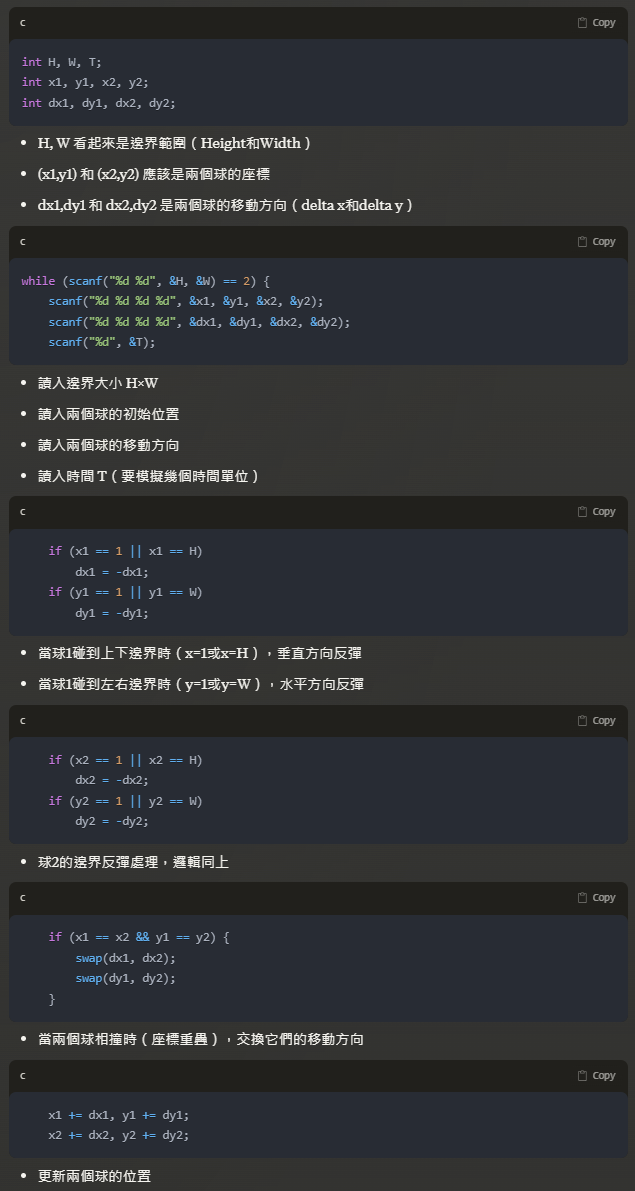 c
Copy
int H, W, T;
int x1, y1, x2, y2;
int dx1, dy1, dx2, dy2;
• H, W 看起來是邊界範圍（Height和Width）
• (x1,y1) 和 (x2,y2) 應該是兩個球的座標
• dx1,dy1 和 dx2,dy2 是兩個球的移動方向（delta x和delta y）
c
Copy
while (scanf("%d %d", &H, &W) == 2) {
    scanf("%d %d %d %d", &x1, &y1, &x2, &y2);
    scanf("%d %d %d %d", &dx1, &dy1, &dx2, &dy2);
    scanf("%d", &T);
• 讀入邊界大小 H×W
• 讀入兩個球的初始位置
• 讀入兩個球的移動方向
• 讀入時間 T（要模擬幾個時間單位）
c
Copy
    if (x1 == 1 || x1 == H)
        dx1 = -dx1;
    if (y1 == 1 || y1 == W)
        dy1 = -dy1;
• 當球1碰到上下邊界時（x=1或x=H），垂直方向反彈
• 當球1碰到左右邊界時（y=1或y=W），水平方向反彈
c
Copy
    if (x2 == 1 || x2 == H)
        dx2 = -dx2;
    if (y2 == 1 || y2 == W)
        dy2 = -dy2;
• 球2的邊界反彈處理，邏輯同上
c
Copy
    if (x1 == x2 && y1 == y2) {
        swap(dx1, dx2);
        swap(dy1, dy2);
    }
• 當兩個球相撞時（座標重疊），交換它們的移動方向
c
Copy
    x1 += dx1, y1 += dy1;
    x2 += dx2, y2 += dy2;
• 更新兩個球的位置